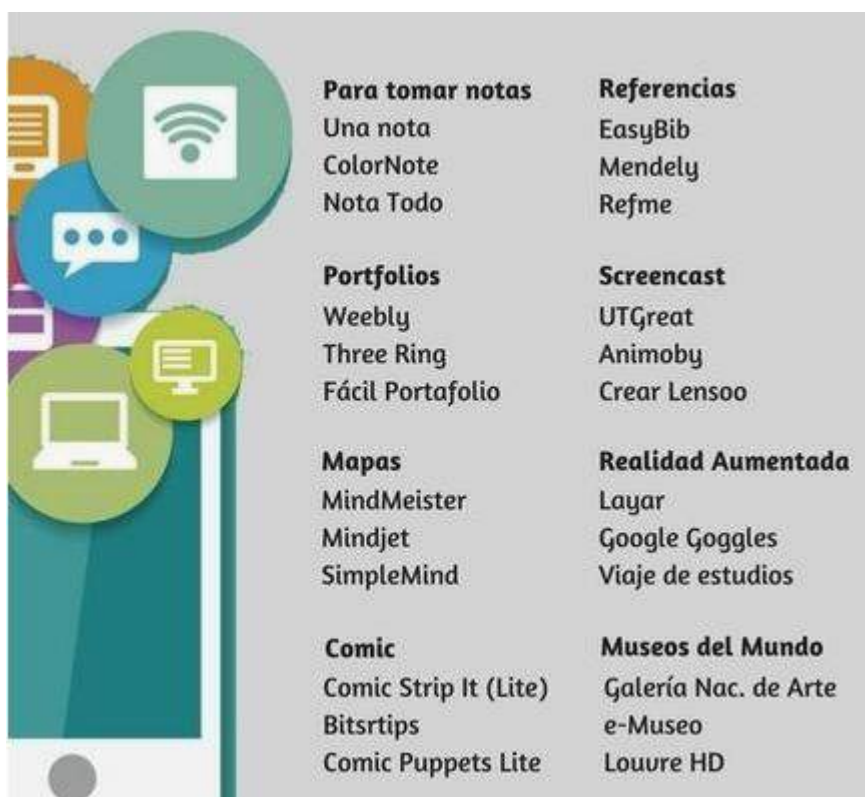 Para tomar notas
Una nota
ColorNote
Nota Todo
Referencias
EasyBib
Mendely
Refme
Portfolios
Weebly
Three Ring
Fácil Portafolio
Screencast
UTGreat
Animoby
Crear Lensoo
Mapas
MindMeister
Mindjet
SimpleMind
Realidad Aumentada
Layar
Google Goggles
Viaje de estudios
Comic
Comic Strip It (Lite)
Bitsrtips
Comic Puppets Lite
Museos del Mundo
Galería Nac. de Arte
e-Museo
Louvre HD